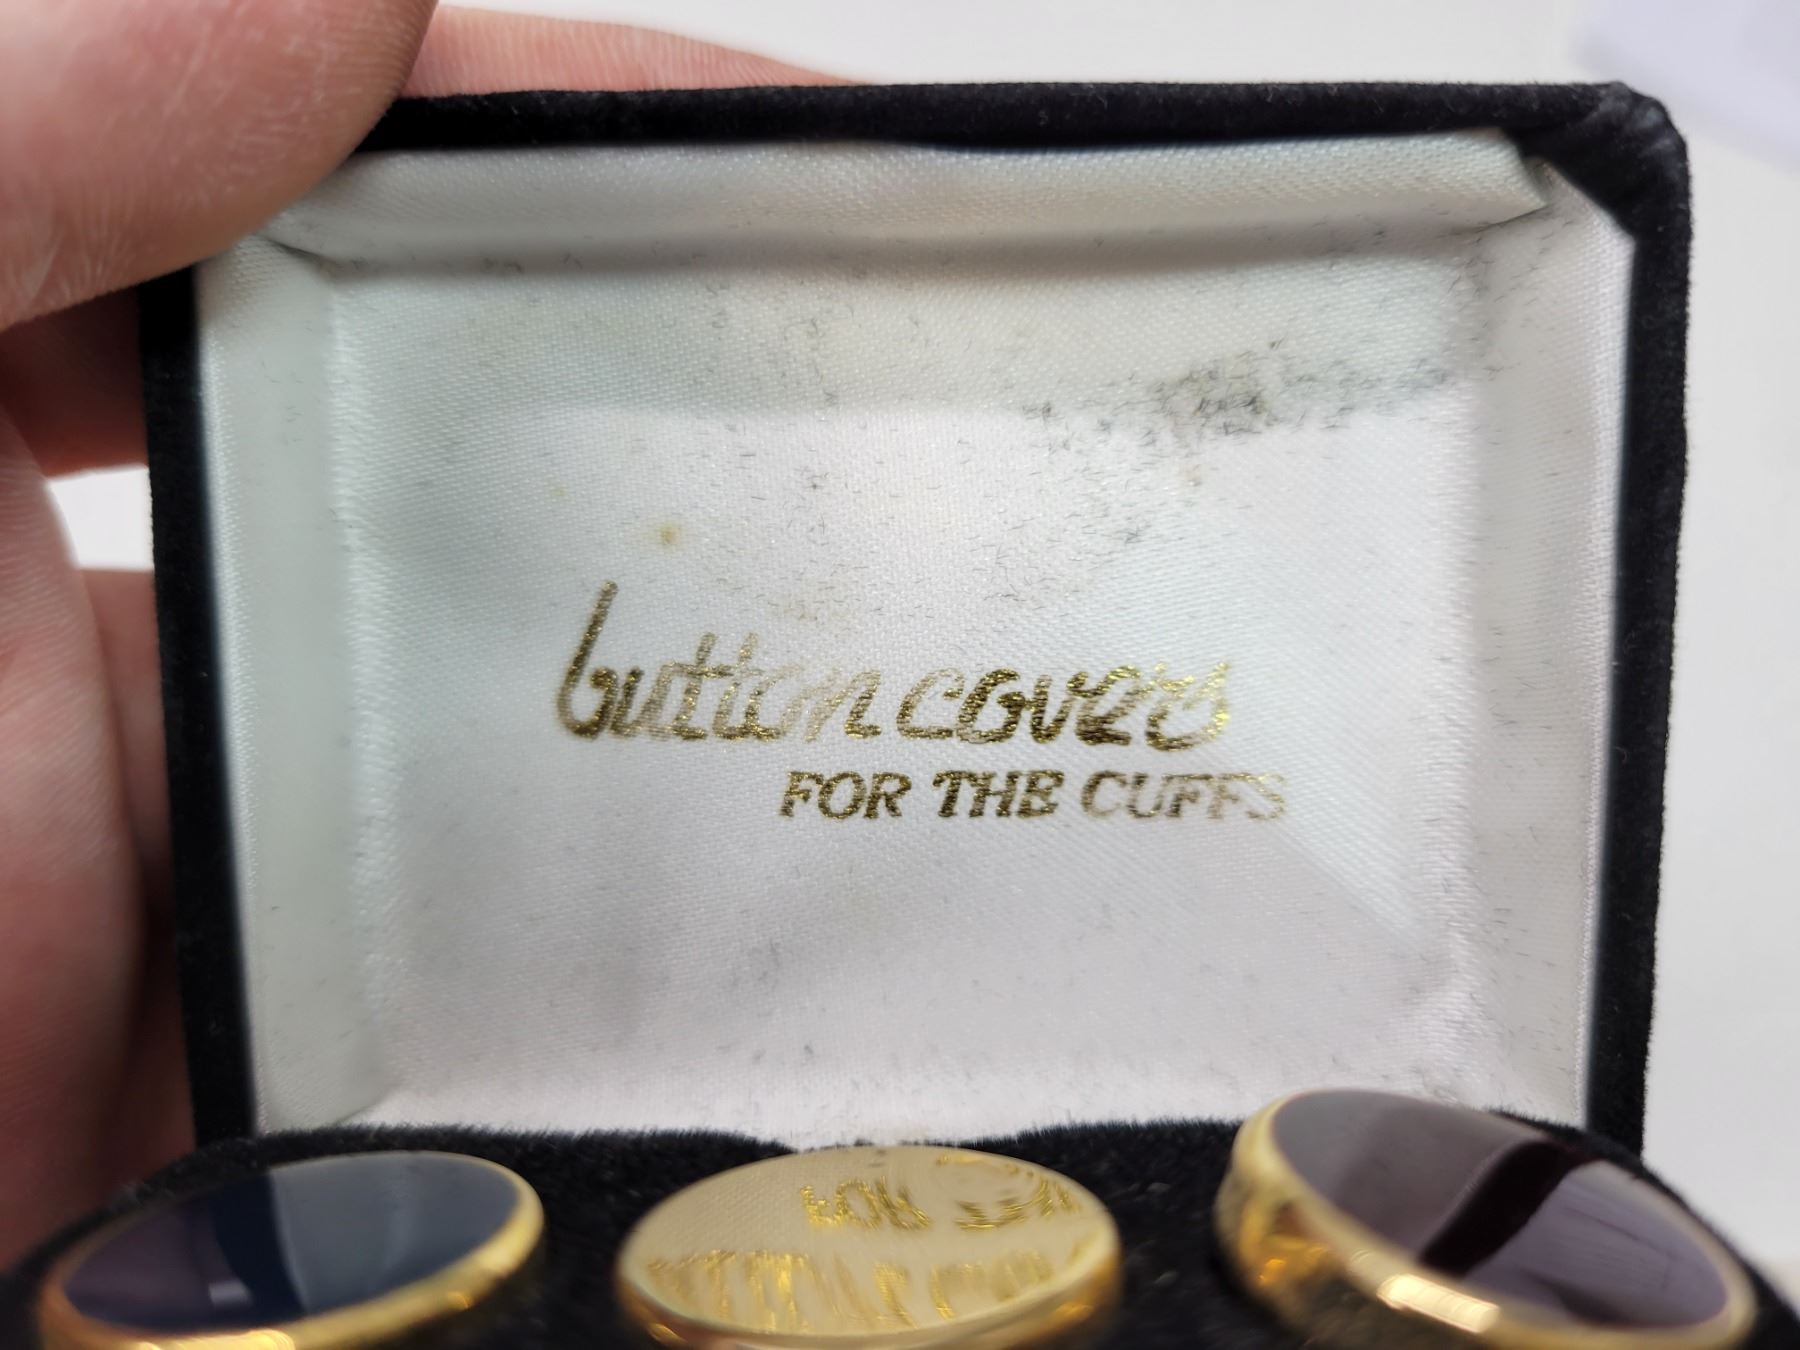 button covers
FOR THE CUFFS